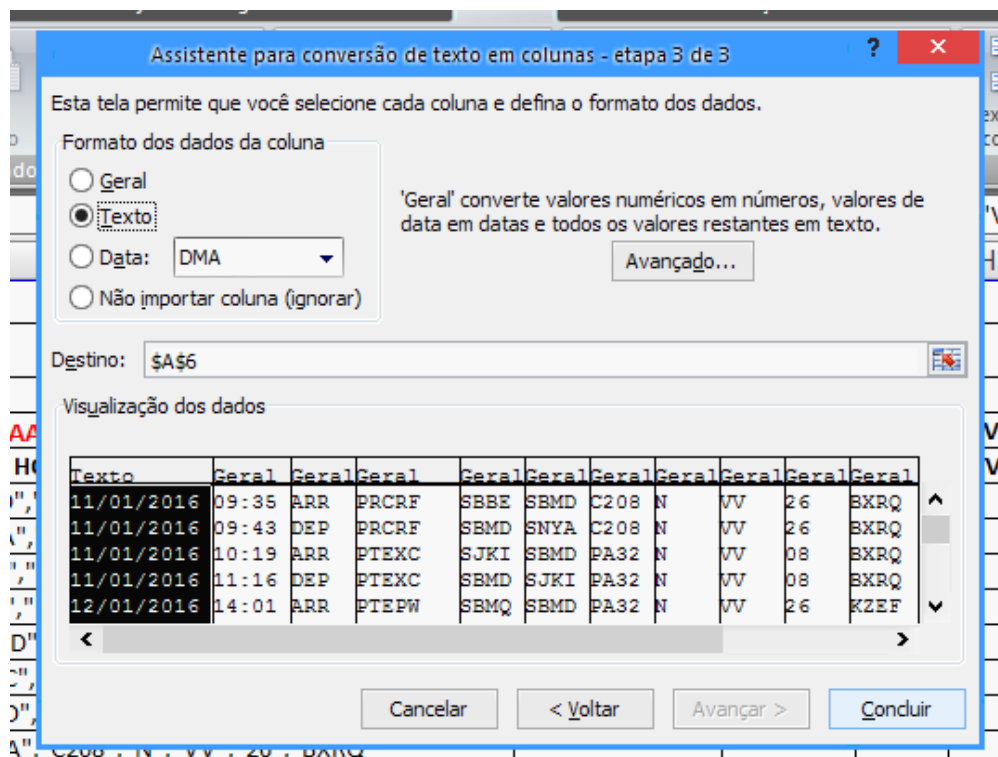 Assistente para conversão de texto em colunas - etapa 3 de 3
?
Esta tela permite que você selecione cada coluna e defina o formato dos dados.
Formato dos dados da coluna
Geral
Texto
Data: DMA
Não importar coluna (ignorar)
'Geral' converte valores numéricos em números, valores de
data em datas e todos os valores restantes em texto.
Avançado...
Destino: $A$6
Visualização dos dados
Texto Geral Geral Geral Geral Geral Geral Geral Geral Geral Geral
11/01/2016 09:35 ARR PRCRF SBBE SBMD C208 N VV 26 BXRQ
11/01/2016 09:43 DEP PRCRF SBMD SNYA C208 N VV 26 BXRQ
11/01/2016 10:19 ARR PTEXC SJKI SBMD PA32 N VV 08 BXRQ
11/01/2016 11:16 DEP PTEXC SBMD SJKI PA32 N VV 08 BXRQ
12/01/2016 14:01 ARR PTEPW SBMQ SBMD PA32 N VV 26 KZEF
Cancelar < Voltar Avançar > Concluir